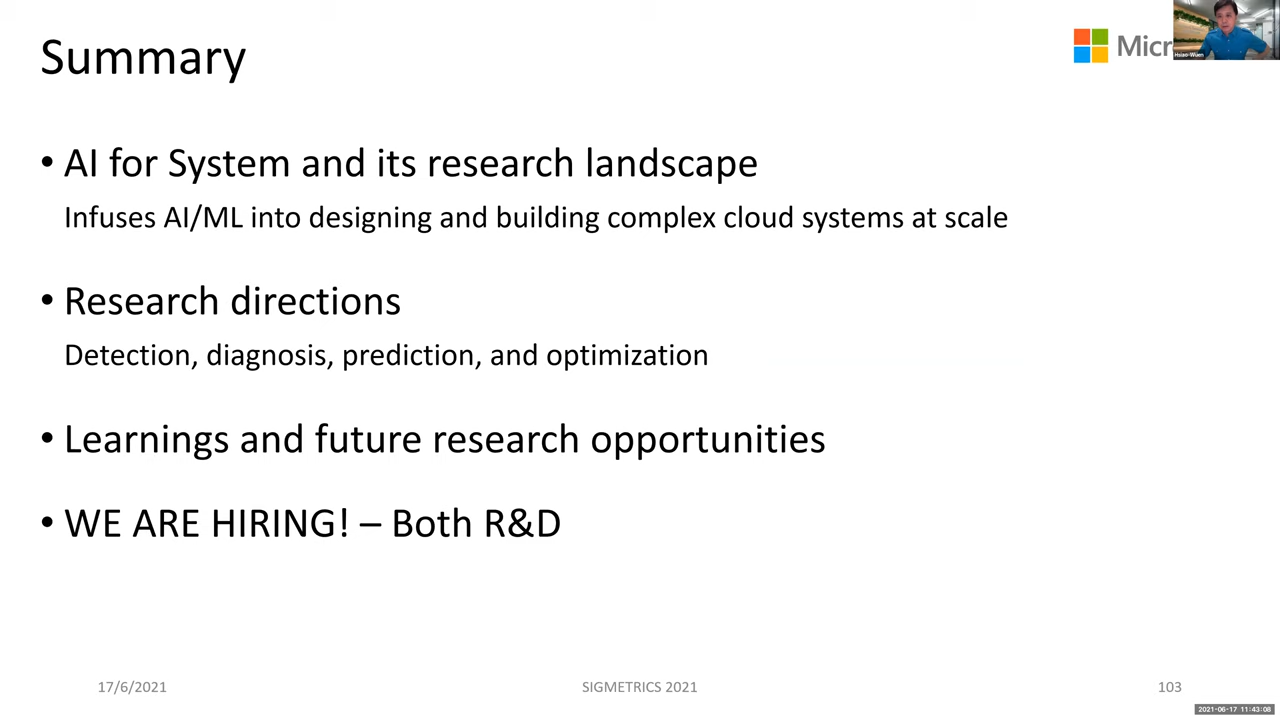 Summary
Micr
Hsiao-Wuen
• AI for System and its research landscape
Infuses AI/ML into designing and building complex cloud systems at scale
• Research directions
Detection, diagnosis, prediction, and optimization
• Learnings and future research opportunities
• WE ARE HIRING! – Both R&D
17/6/2021
SIGMETRICS 2021
103
2021-06-17 11:43:08